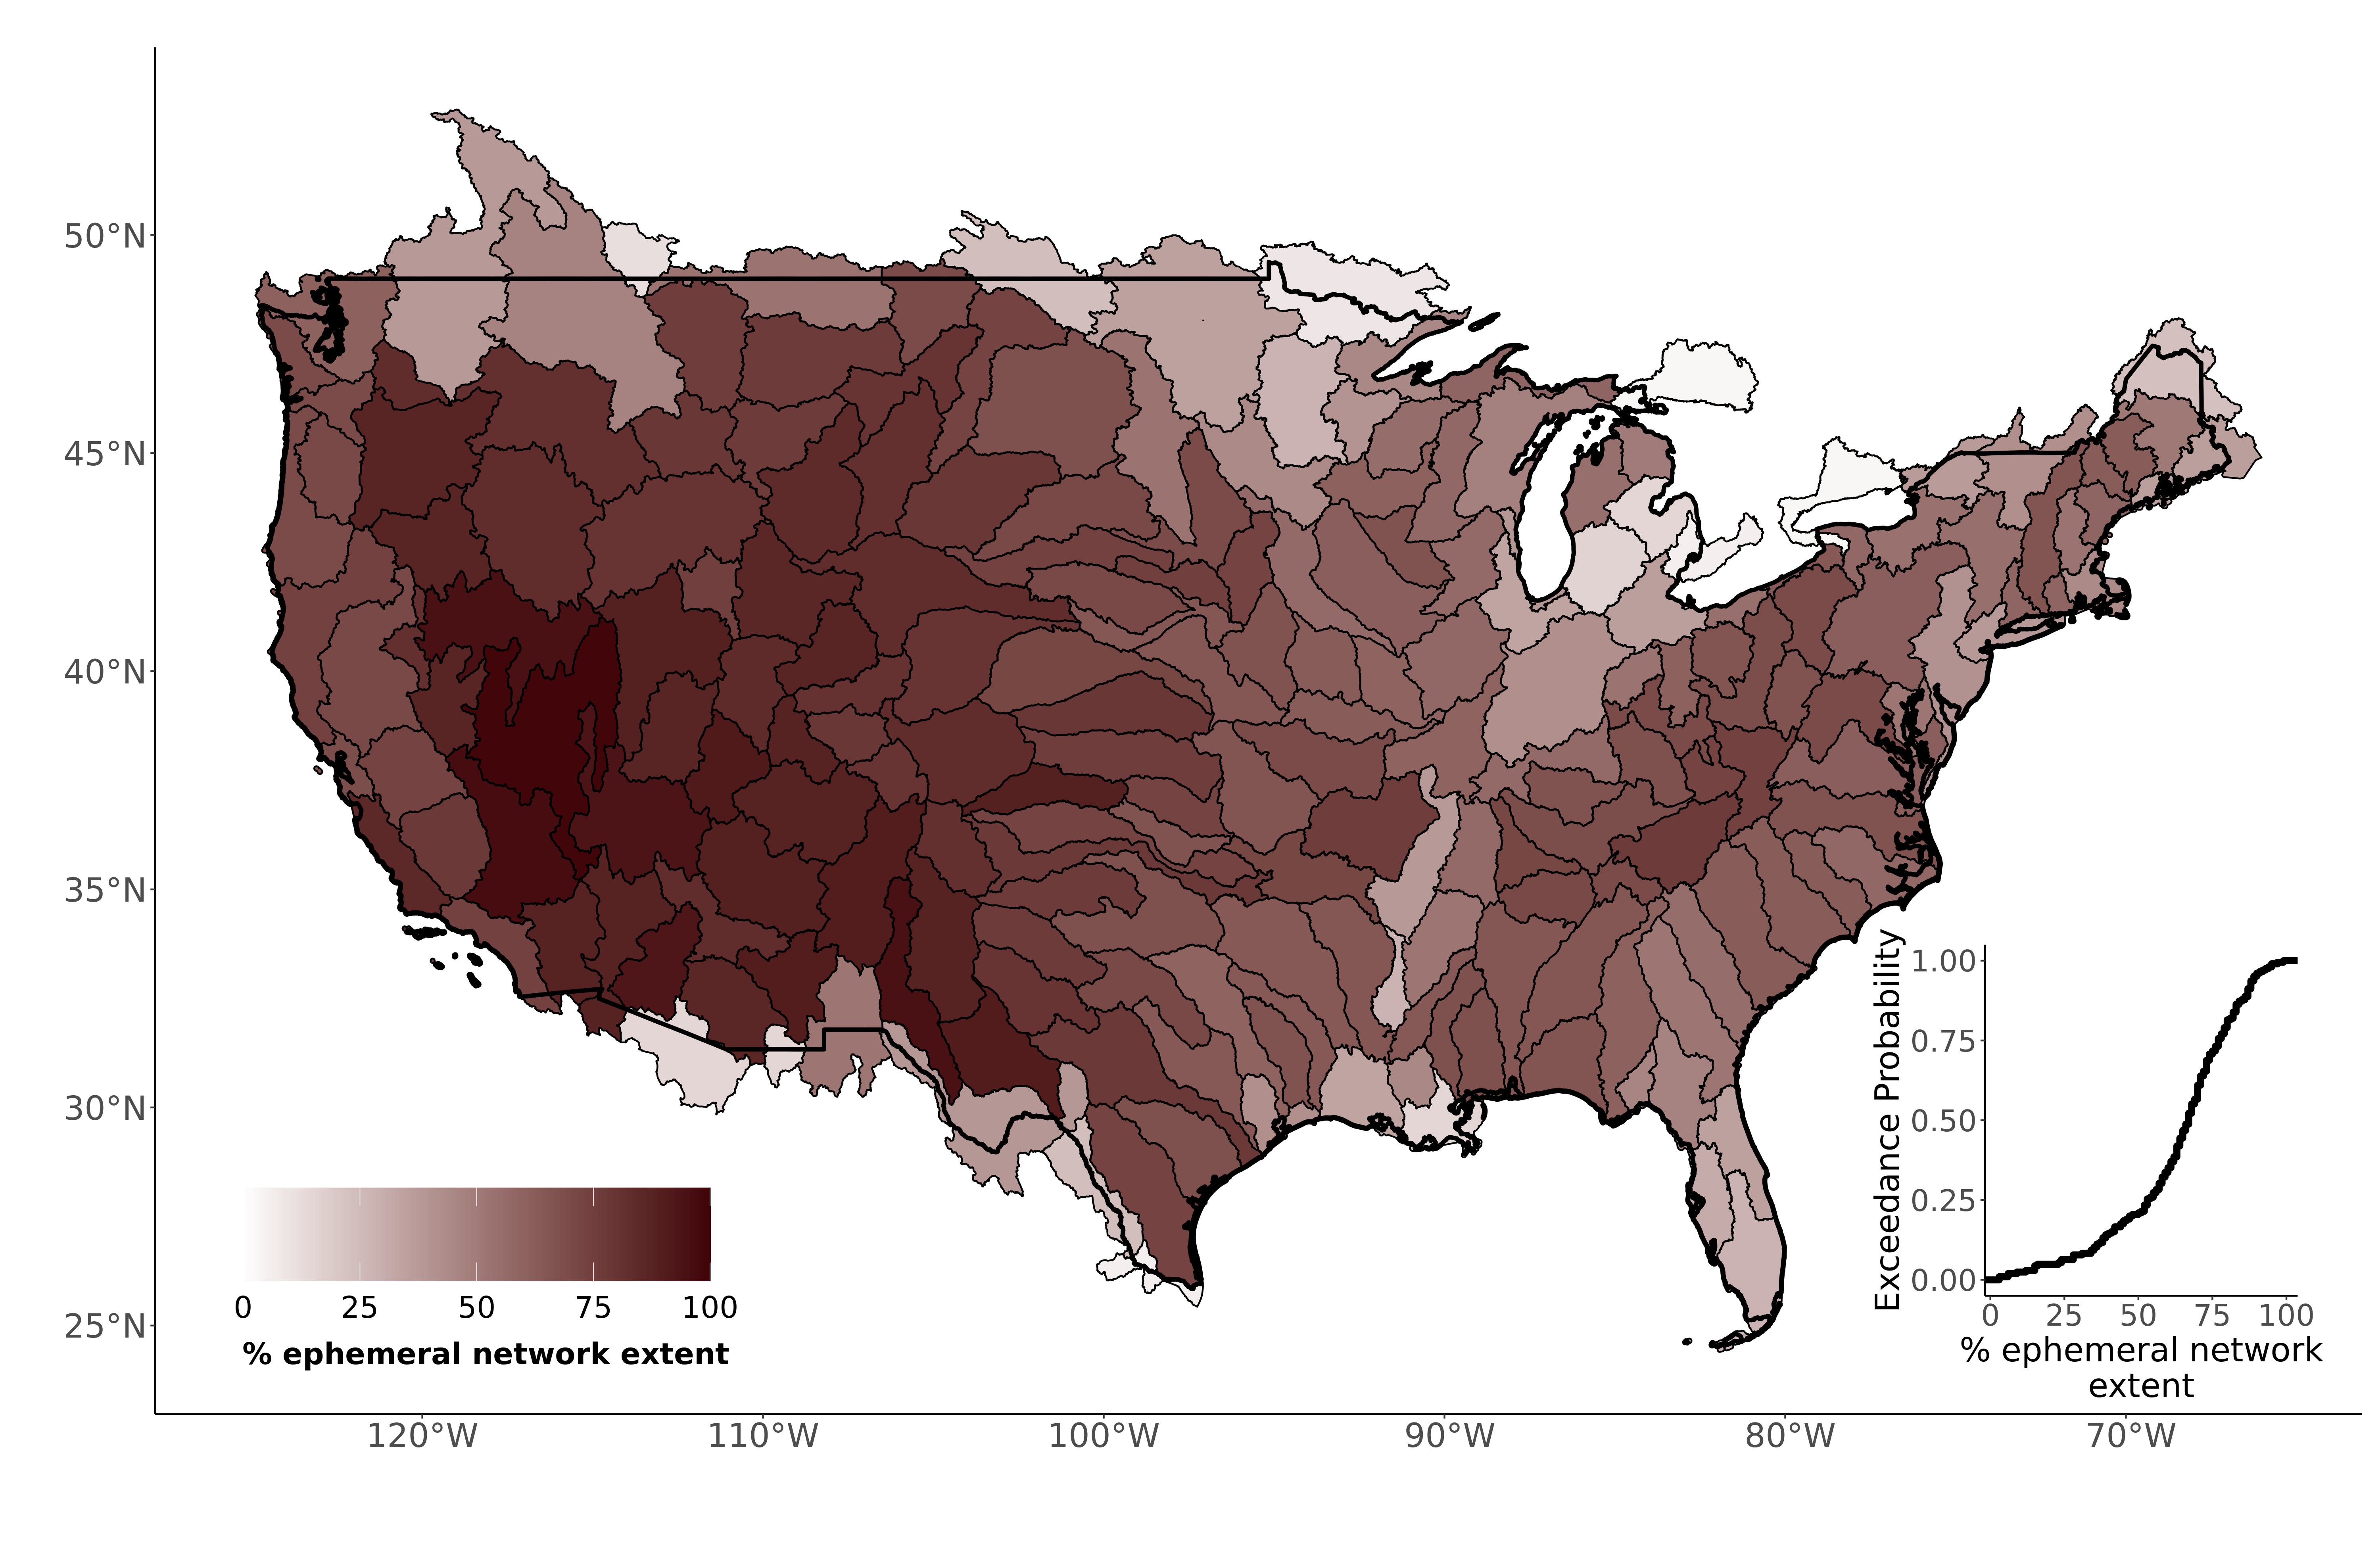 50°N
45°N
40°N
35°N
30°N
25°N
120°W
110°W
100°W
90°W
80°W
70°W
0 25 50 75 100
% ephemeral network extent
Exceedance Probability
1.00
0.75
0.50
0.25
0.00
0 25 50 75 100
% ephemeral network
extent